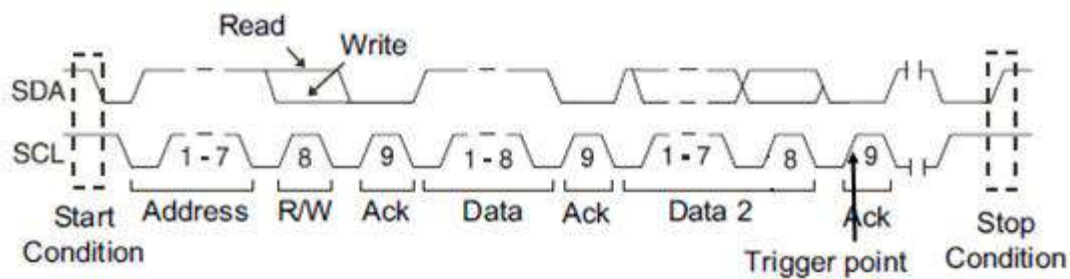 Read
Write
SDA
SCL
1 - 7
8
9
1 - 8
9
1 - 7
8
9
Start
Condition
Address
R/W
Ack
Data
Ack
Data 2
Ack
Stop
Condition
Trigger point